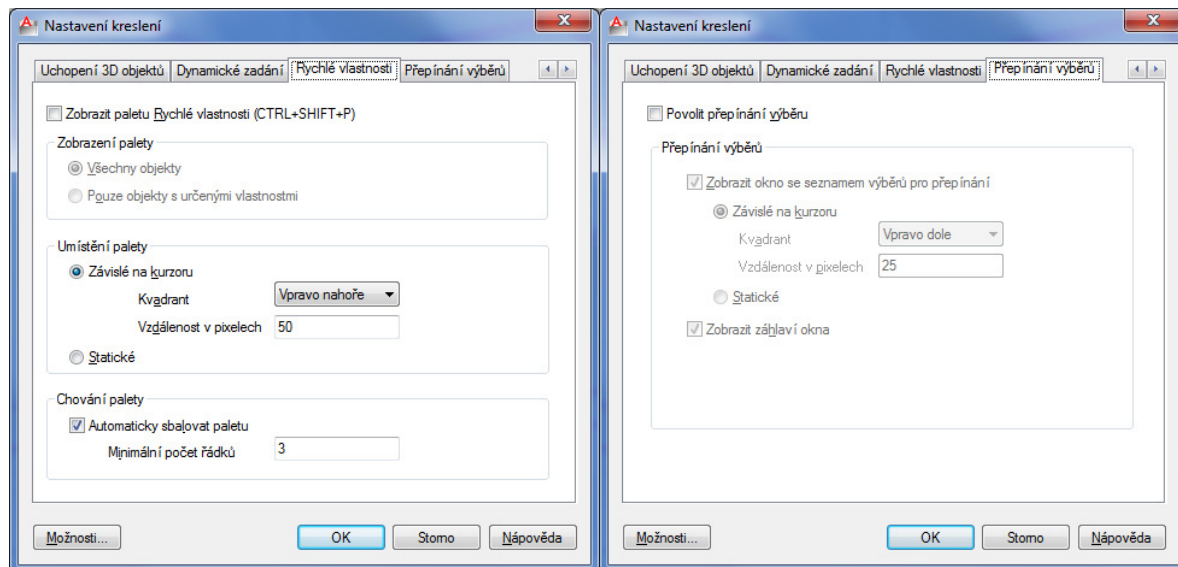 Nastavení kreslení
Uchopení 3D objektů Dynamické zadání Rychlé vlastnosti Přepínání výběrů
Zobrazit paletu Rychlé vlastnosti (CTRL+SHIFT+P)
Zobrazení palety
Všechny objekty
Pouze objekty s určenými vlastnostmi
Umístění palety
Závislé na kurzoru
Kvadrant Vpravo nahoře
Vzdálenost v pixelech 50
Statické
Chování palety
Automaticky sbalovat paletu
Minimální počet řádků 3
Možnosti... OK Storno Nápověda
Nastavení kreslení
Uchopení 3D objektů Dynamické zadání Rychlé vlastnosti Přepínání výběrů
Povolit přepínání výběru
Přepínání výběrů
Zobrazit okno se seznamem výběrů pro přepínání
Závislé na kurzoru
Kvadrant Vpravo dole
Vzdálenost v pixelech 25
Statické
Zobrazit záhlaví okna
Možnosti... OK Storno Nápověda